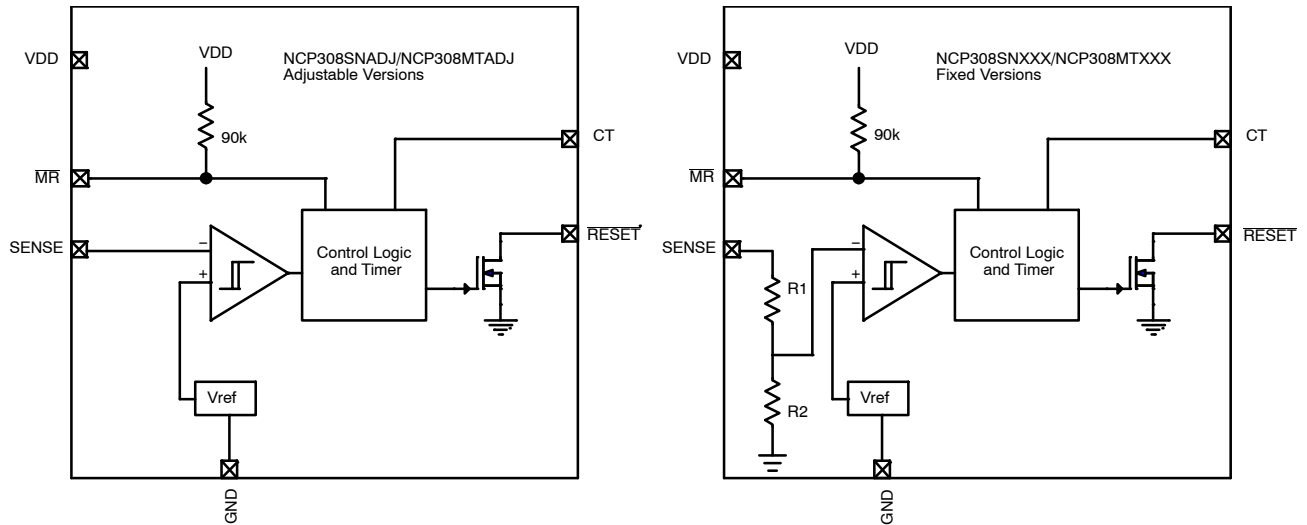 VDD
VDD
NCP308SNADJ/NCP308MTADJ
Adjustable Versions
90k
CT
MR
SENSE
−
+
Control Logic
and Timer
RESET
Vref
GND
VDD
VDD
NCP308SNXXX/NCP308MTXXX
Fixed Versions
90k
CT
MR
SENSE
R1
−
+
Control Logic
and Timer
RESET
R2
Vref
GND